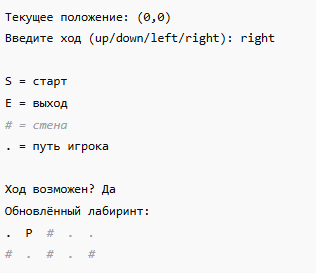 Текущее положение: (0,0)
Введите ход (up/down/left/right): right
S = старт
E = выход
# = стена
. = путь игрока
Ход возможен? Да
Обновлённый лабиринт:
. P # . .
# . # . #